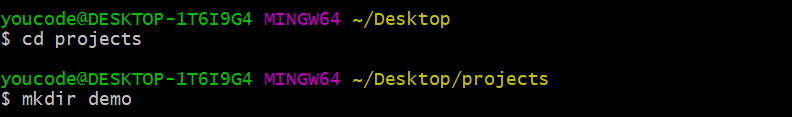 youcode@DESKTOP-1T6I9G4 MINGW64 ~/Desktop
$ cd projects
youcode@DESKTOP-1T6I9G4 MINGW64 ~/Desktop/projects
$ mkdir demo